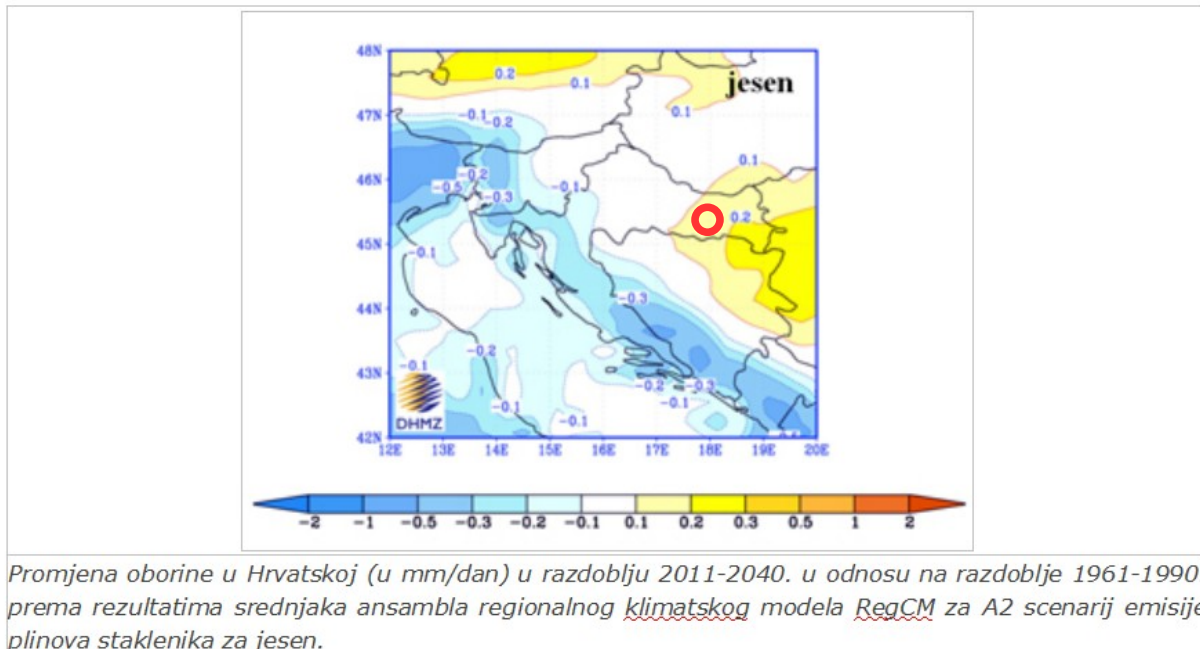 48N
0.2
0.1
jesen
47N
-0.1
-0.2
0.1
46N
-0.2
-0.5
-0.3
-0.1
0.1
0.2
45N
-0.1
44N
-0.3
43N
-0.2
-0.1
-0.2
-0.3
-0.1
-0.1
-0.1
DHMZ
42N
12E 13E 14E 15E 16E 17E 18E 19E 20E
-2 -1 -0.5 -0.3 -0.2 -0.1 0.1 0.2 0.3 0.5 1 2
Promjena oborine u Hrvatskoj (u mm/dan) u razdoblju 2011-2040. u odnosu na razdoblje 1961-1990
prema rezultatima srednjaka ansambla regionalnog klimatskog modela RegCM za A2 scenarij emisije
plinova staklenika za jesen.